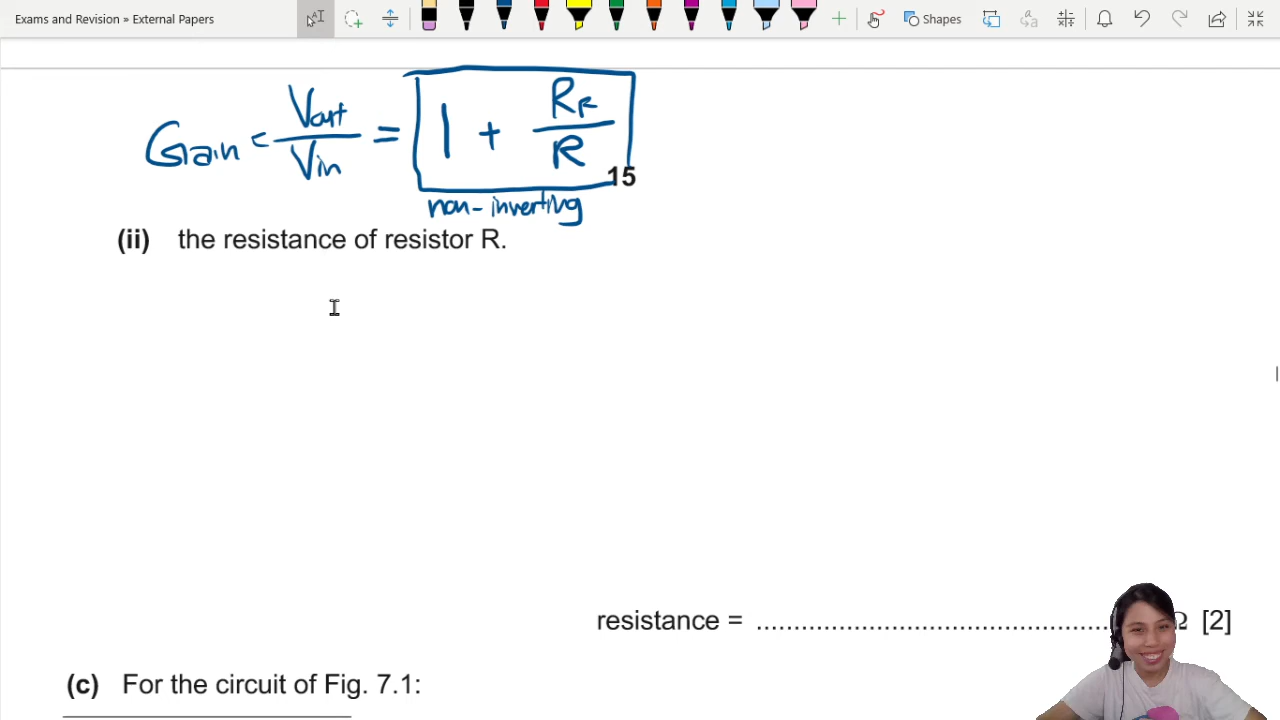 Exams and Revision » External Papers
Shapes
Gain = Vout / Vin = 1 + RF / R
15
non-inverting
(ii) the resistance of resistor R.
resistance = ............................................... Ω [2]
(c) For the circuit of Fig. 7.1: